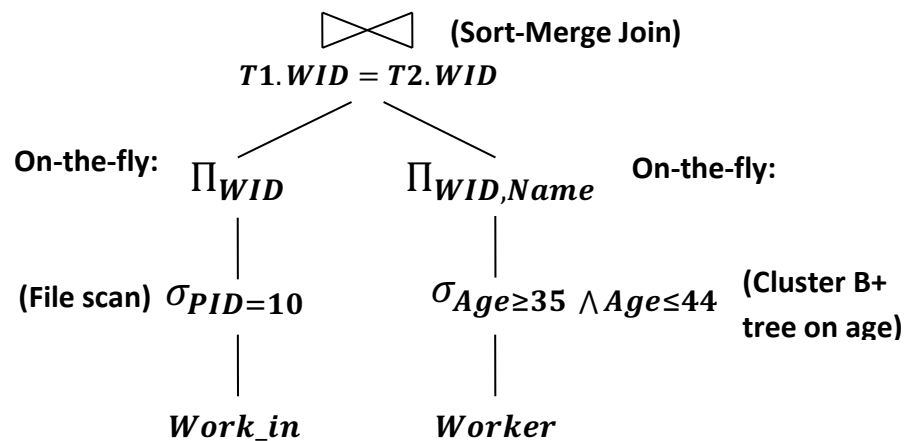 (Sort-Merge Join)
T1.WID = T2.WID
On-the-fly: Π_WID Π_WID,Name On-the-fly:
(File scan) σ_PID=10 σ_Age≥35 ∧ Age≤44 (Cluster B+
tree on age)
Work_in Worker